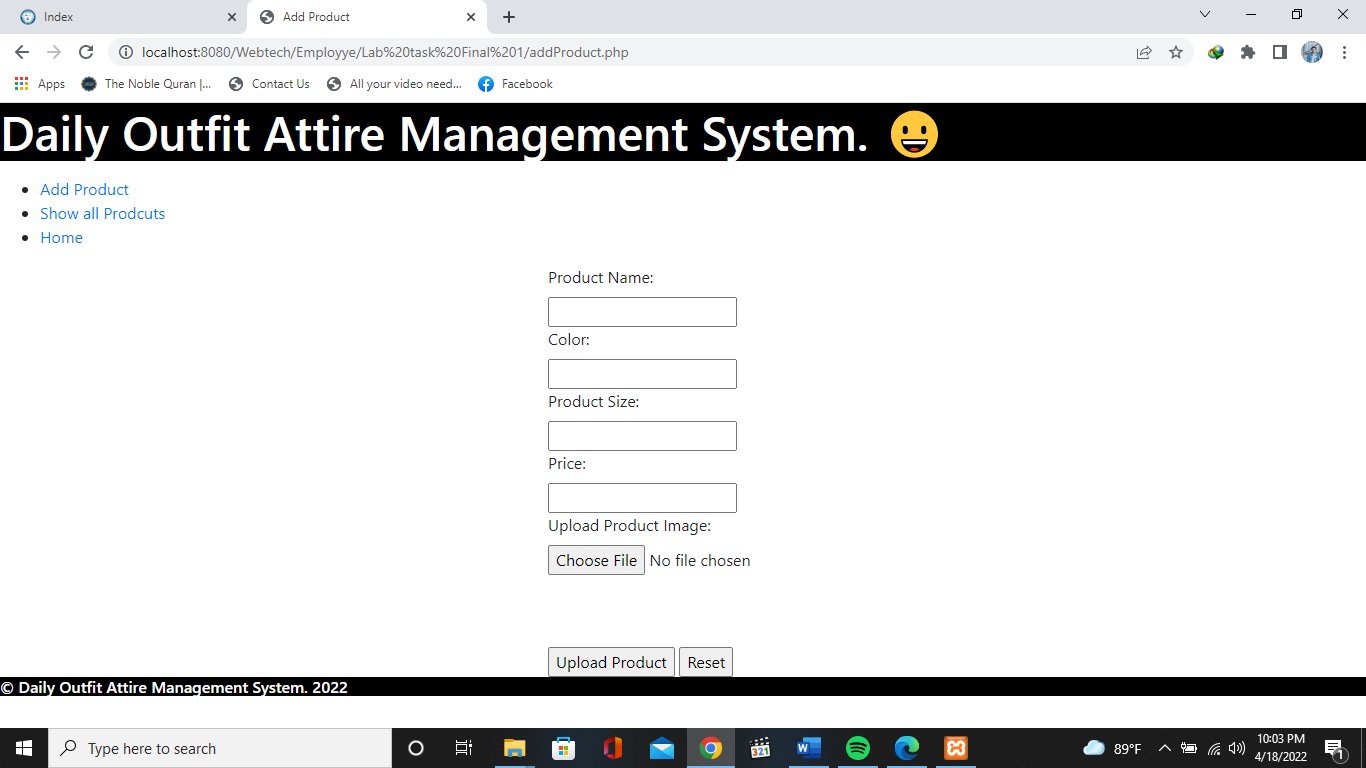 Index
Add Product
localhost:8080/Webtech/Employye/Lab%20task%20Final%201/addProduct.php
Apps
The Noble Quran |...
Contact Us
All your video need...
Facebook
Daily Outfit Attire Management System. 😀
Add Product
Show all Prodcuts
Home
Product Name:
Color:
Product Size:
Price:
Upload Product Image:
Choose File No file chosen
Upload Product Reset
© Daily Outfit Attire Management System. 2022
Type here to search
321
89°F
10:03 PM
4/18/2022
1